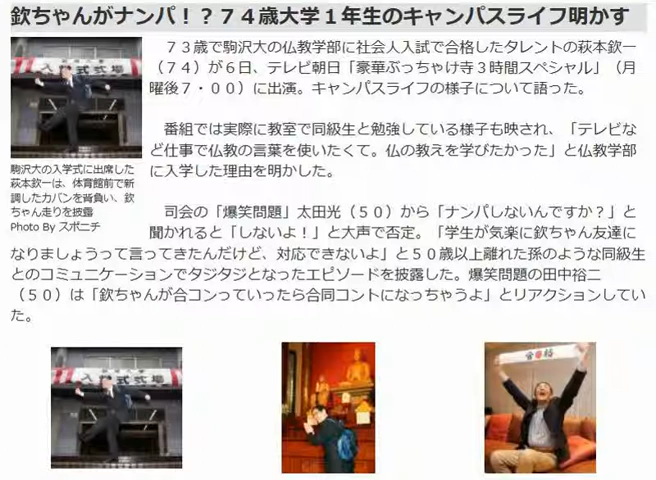 欽ちゃんがナンパ！？７４歳大学１年生のキャンパスライフ明かす
入学式式場
駒沢大の入学式に出席した
萩本欽一は、体育館前で新
調したカバンを背負い、欽
ちゃん走りを披露
Photo By スポニチ
７３歳で駒沢大の仏教学部に社会人入試で合格したタレントの萩本欽一
（７４）が６日、テレビ朝日「豪華ぶっちゃけ寺３時間スペシャル」（月
曜後７・００）に出演。キャンパスライフの様子について語った。
番組では実際に教室で同級生と勉強している様子も映され、「テレビな
ど仕事で仏教の言葉を使いたくて。仏の教えを学びたかった」と仏教学部
に入学した理由を明かした。
司会の「爆笑問題」太田光（５０）から「ナンパしないんですか？」と
聞かれると「しないよ！」と大声で否定。「学生が気楽に欽ちゃん友達に
なりましょうって言ってきたんだけど、対応できないよ」と５０歳以上離れた孫のような同級生
とのコミュニケーションでタジタジとなったエピソードを披露した。爆笑問題の田中裕二
（５０）は「欽ちゃんが合コンっていったら合同コントになっちゃうよ」とリアクションしてい
た。
入学式式場
合格